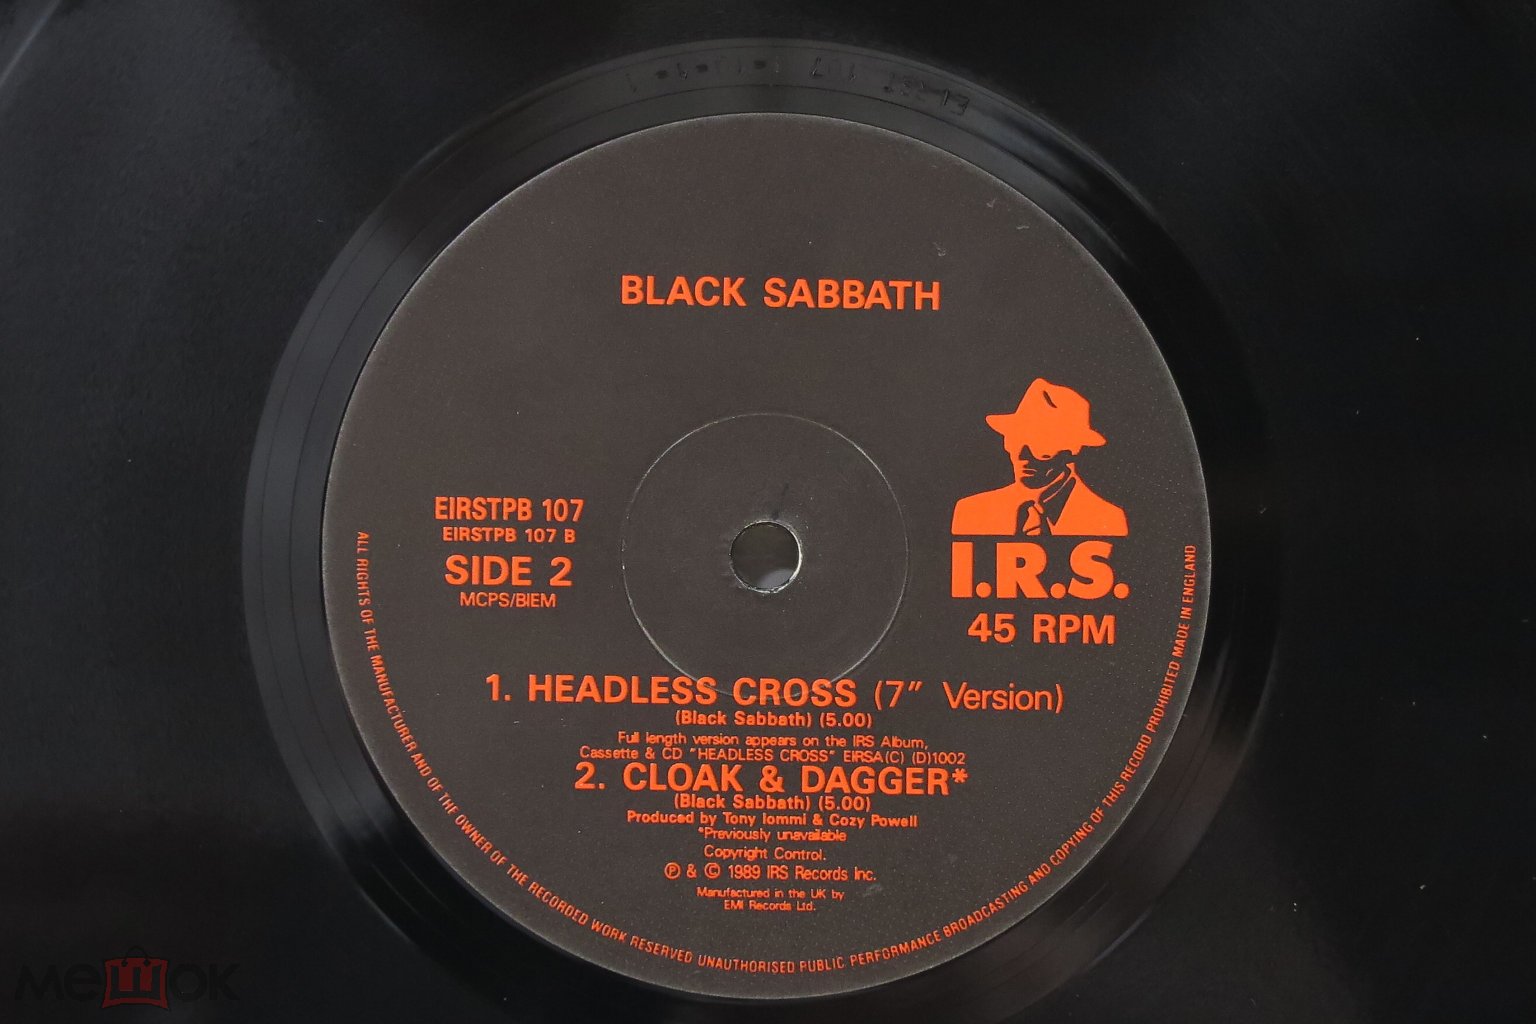 BLACK SABBATH
EIRSTPB 107
EIRSTPB 107 B
SIDE 2
MCPS/BIEM
I.R.S.
45 RPM
1. HEADLESS CROSS (7" Version)
(Black Sabbath) (5.00)
Full length version appears on the IRS Album,
Cassette & CD "HEADLESS CROSS" EIRSA(C) (D)1002
2. CLOAK & DAGGER*
(Black Sabbath) (5.00)
Produced by Tony Iommi & Cozy Powell
*Previously unavailable
Copyright Control.
℗ & © 1989 IRS Records Inc.
Manufactured in the UK by
EMI Records Ltd.
ALL RIGHTS OF THE MANUFACTURER AND OF THE OWNER OF THE RECORDED WORK RESERVED UNAUTHORISED PUBLIC PERFORMANCE BROADCASTING AND COPYING OF THIS RECORD PROHIBITED MADE IN ENGLAND
мешок